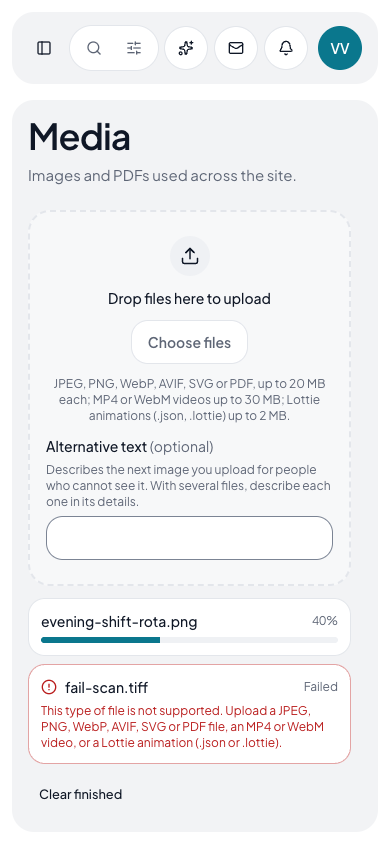 VV
Media
Images and PDFs used across the site.
Drop files here to upload
Choose files
JPEG, PNG, WebP, AVIF, SVG or PDF, up to 20 MB
each; MP4 or WebM videos up to 30 MB; Lottie
animations (.json, .lottie) up to 2 MB.
Alternative text (optional)
Describes the next image you upload for people
who cannot see it. With several files, describe each
one in its details.
evening-shift-rota.png 40%
fail-scan.tiff Failed
This type of file is not supported. Upload a JPEG,
PNG, WebP, AVIF, SVG or PDF file, an MP4 or WebM
video, or a Lottie animation (.json or .lottie).
Clear finished